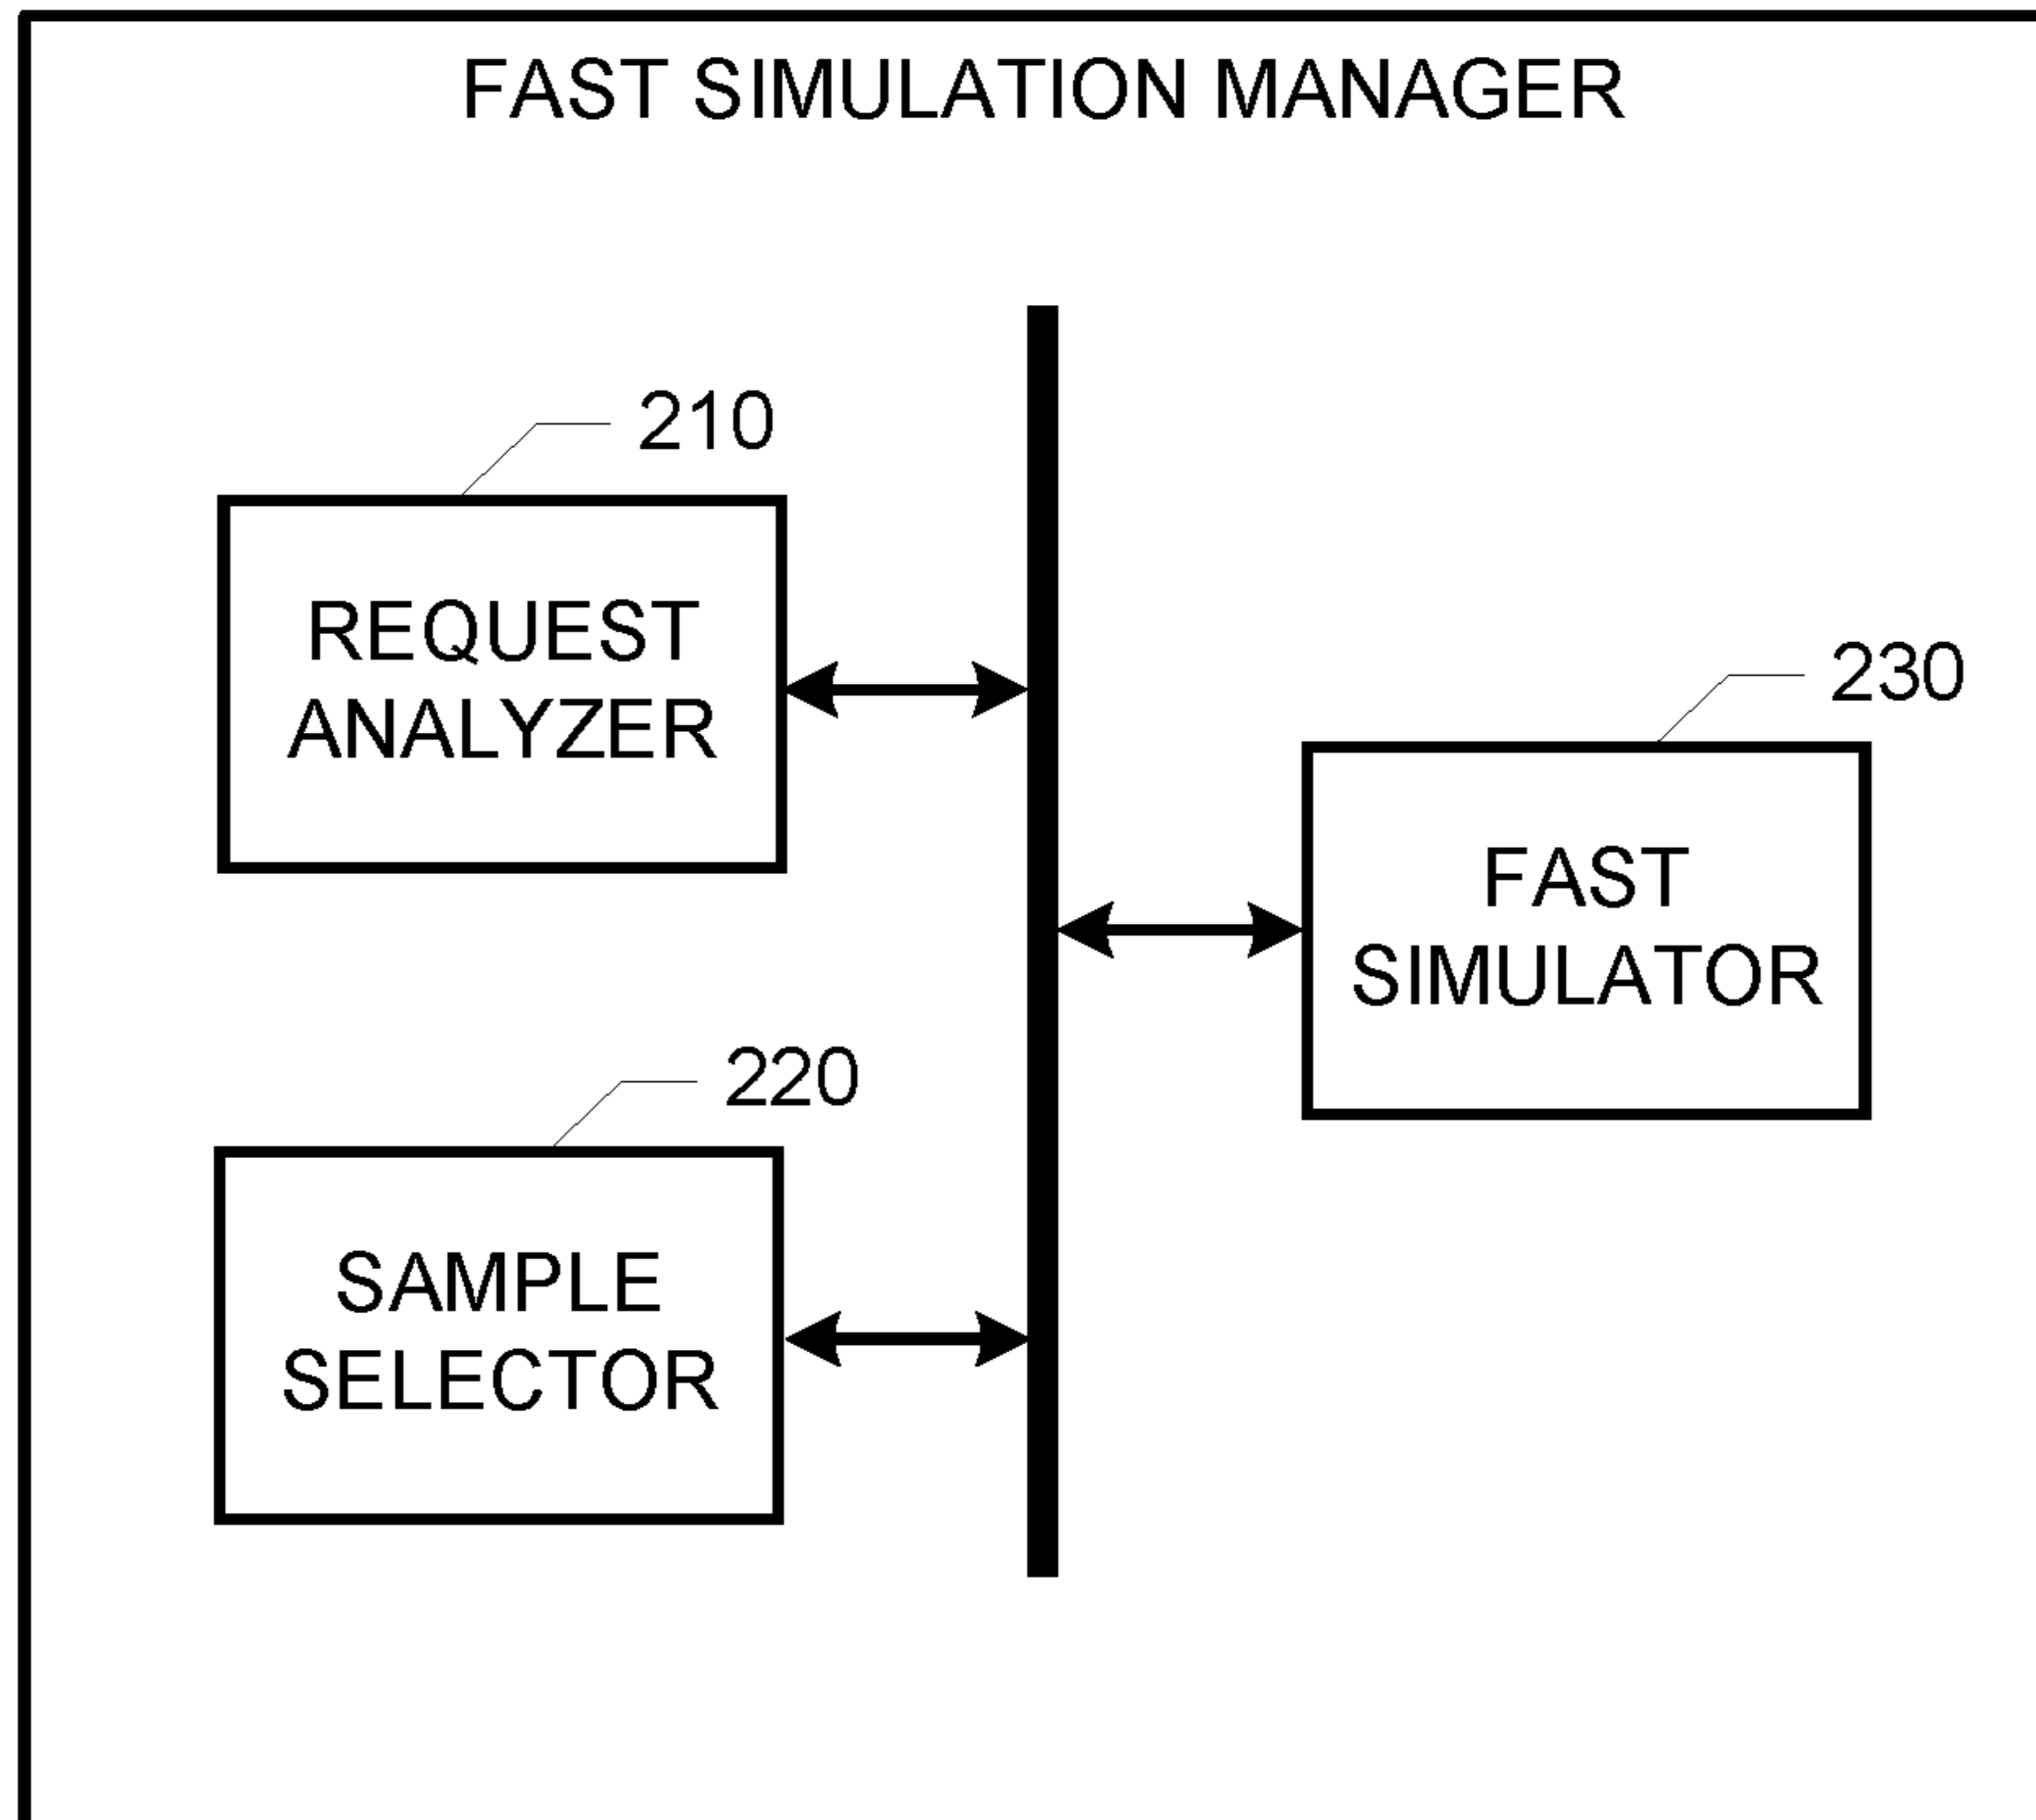 FAST SIMULATION MANAGER
210
REQUEST
ANALYZER
230
FAST
SIMULATOR
220
SAMPLE
SELECTOR